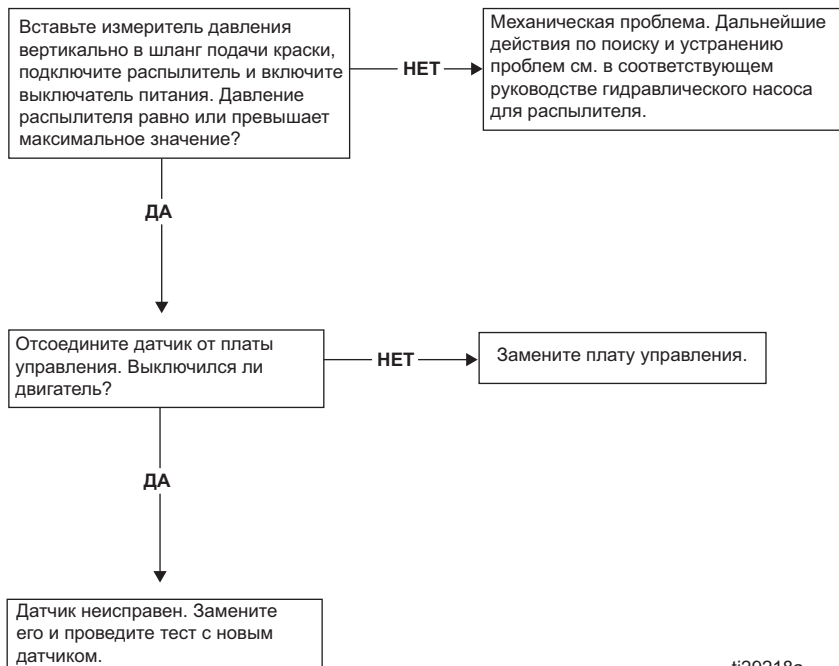 Вставьте измеритель давления
вертикально в шланг подачи краски,
подключите распылитель и включите
выключатель питания. Давление
распылителя равно или превышает
максимальное значение?
НЕТ
Механическая проблема. Дальнейшие
действия по поиску и устранению
проблем см. в соответствующем
руководстве гидравлического насоса
для распылителя.
ДА
Отсоедините датчик от платы
управления. Выключился ли
двигатель?
НЕТ
Замените плату управления.
ДА
Датчик неисправен. Замените
его и проведите тест с новым
датчиком.